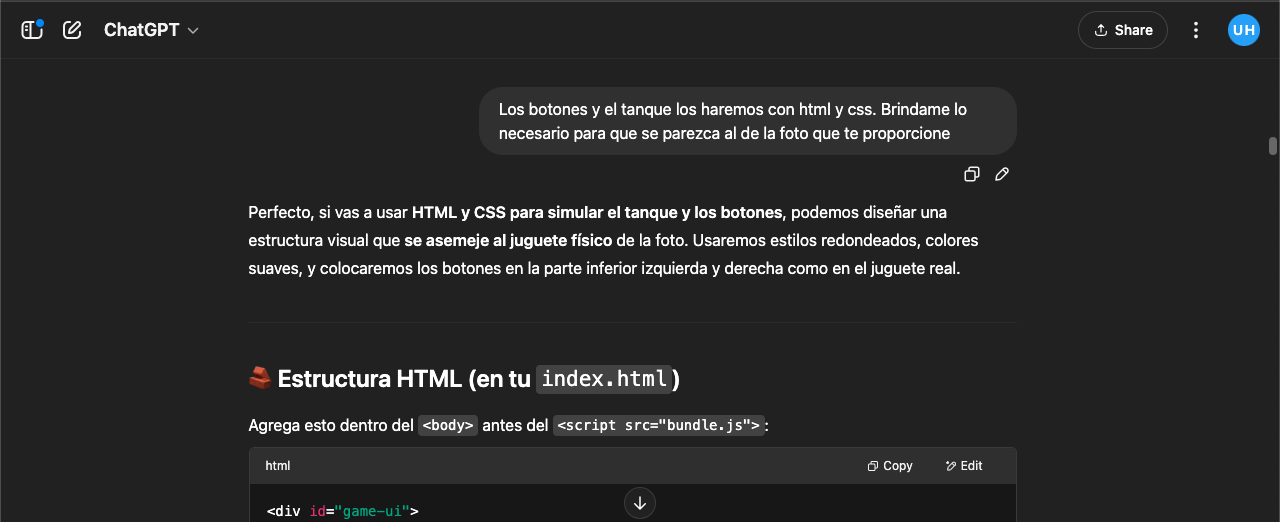 ChatGPT
Share
UH
Los botones y el tanque los haremos con html y css. Brindame lo
necesario para que se parezca al de la foto que te proporcione
Perfecto, si vas a usar HTML y CSS para simular el tanque y los botones, podemos diseñar una
estructura visual que se asemeje al juguete físico de la foto. Usaremos estilos redondeados, colores
suaves, y colocaremos los botones en la parte inferior izquierda y derecha como en el juguete real.
Estructura HTML (en tu index.html)
Agrega esto dentro del <body> antes del <script src="bundle.js">:
html
Copy
Edit
<div id="game-ui">